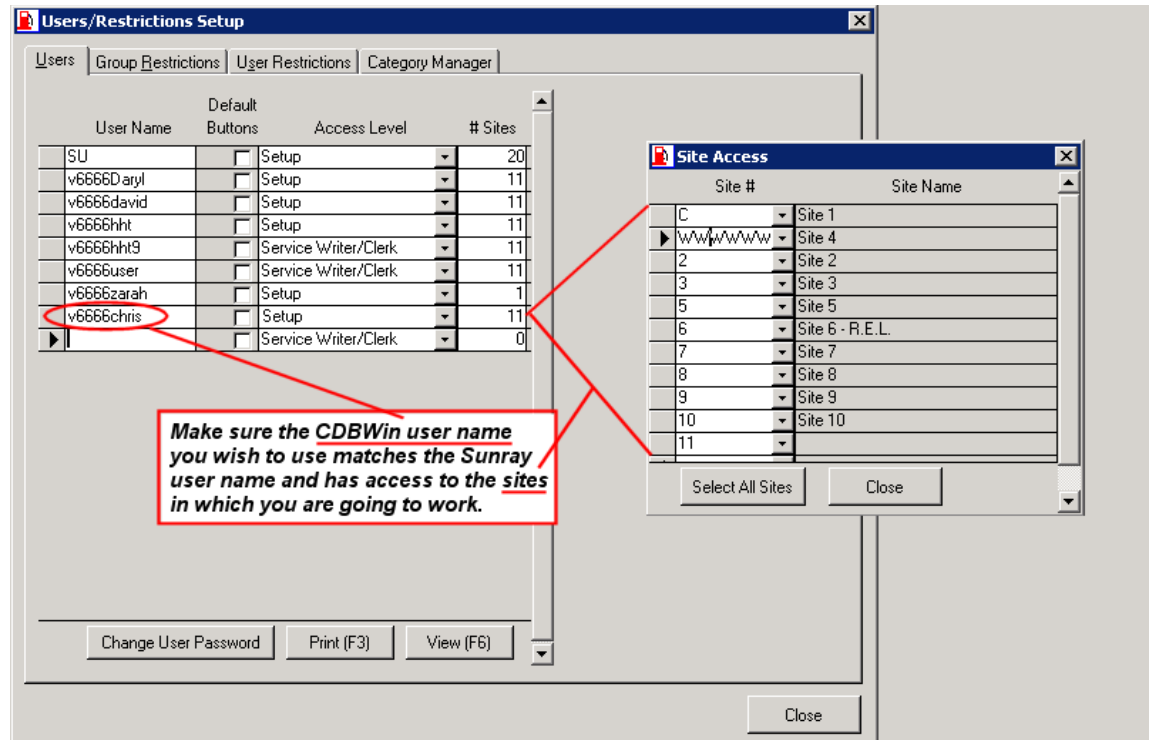 Users/Restrictions Setup
Users Group Restrictions User Restrictions Category Manager
Default
User Name Buttons Access Level # Sites
SU Setup 20
v6666Daryl Setup 11
v6666david Setup 11
v6666hht Setup 11
v6666hht9 Service Writer/Clerk 11
v6666user Service Writer/Clerk 11
v6666zarah Setup 1
v6666chris Setup 11
Service Writer/Clerk 0
Make sure the CDBWin user name
you wish to use matches the Sunray
user name and has access to the sites
in which you are going to work.
Change User Password Print (F3) View (F6)
Close
Site Access
Site # Site Name
C Site 1
Site 4
2 Site 2
3 Site 3
5 Site 5
6 Site 6 - R.E.L.
7 Site 7
8 Site 8
9 Site 9
10 Site 10
11
Select All Sites Close